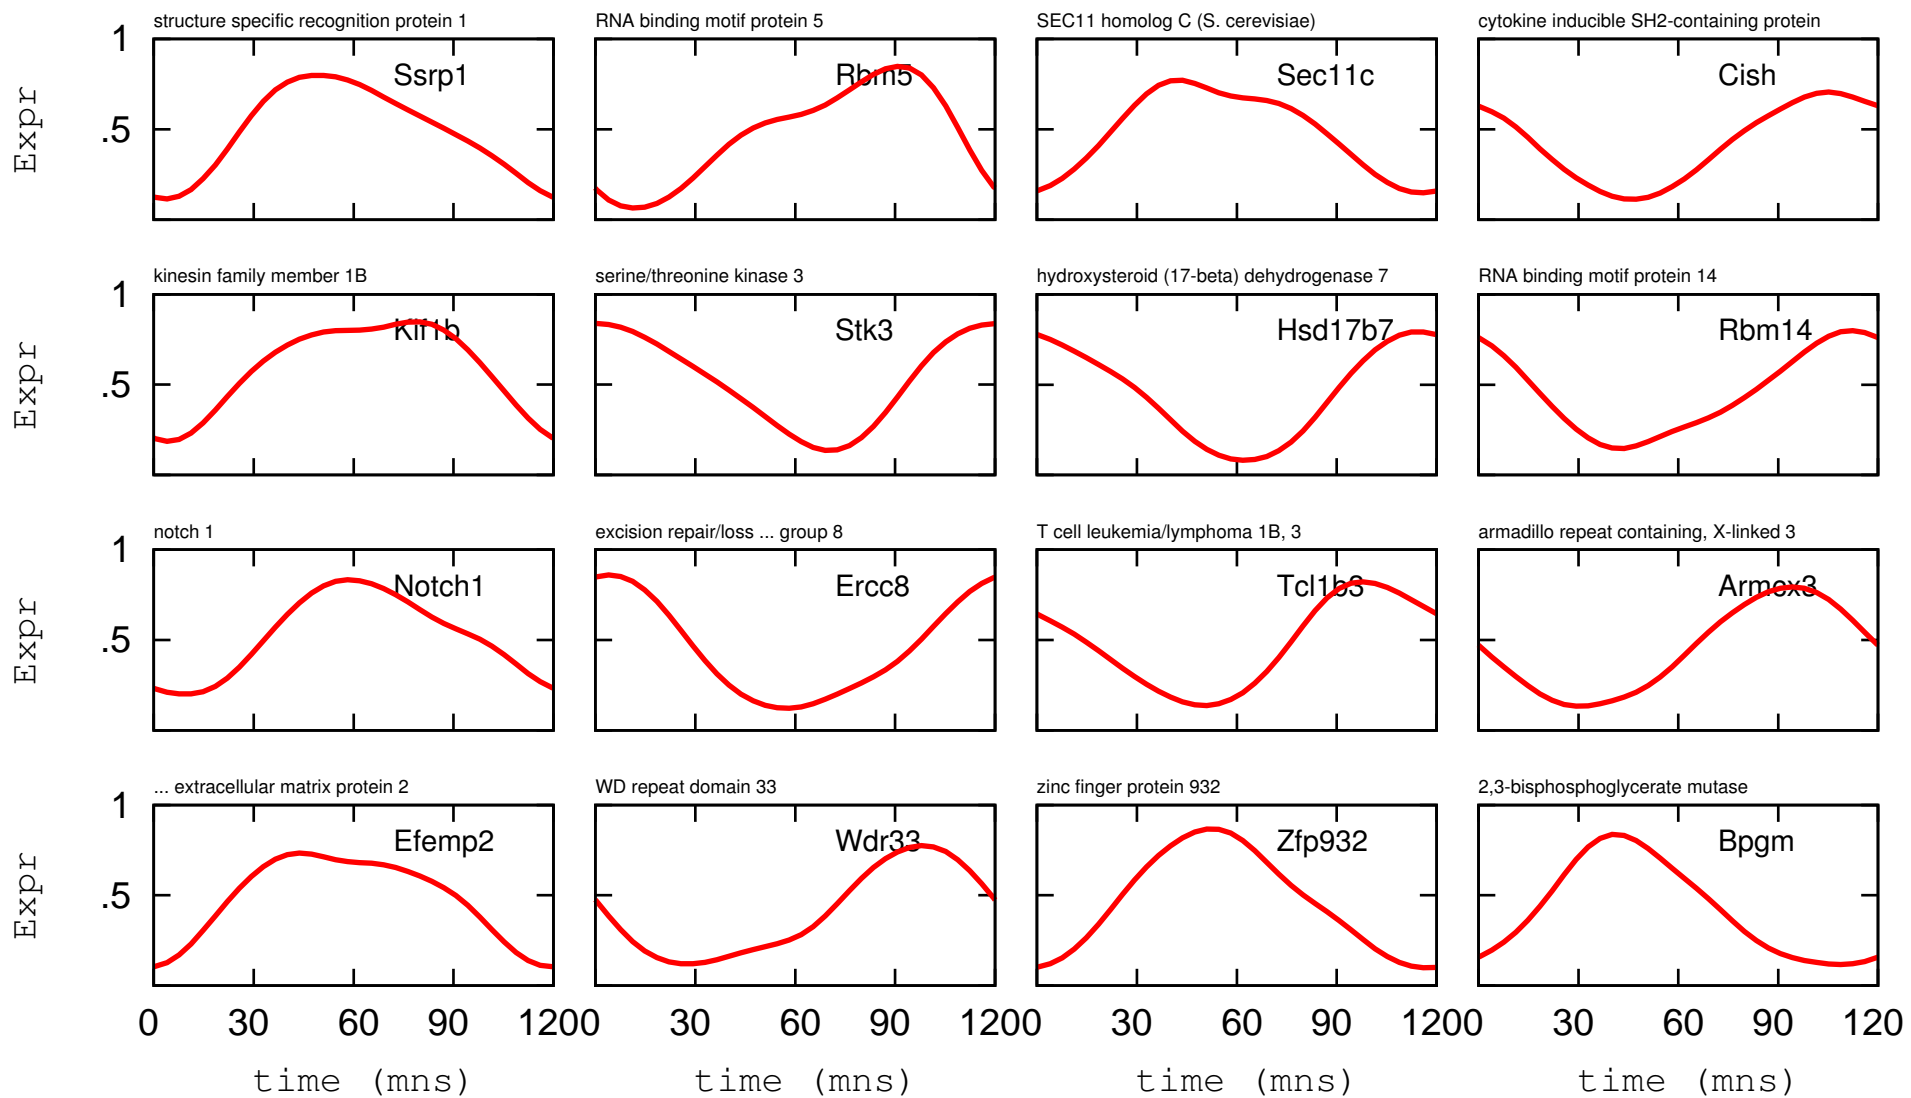 structure specific recognition protein 1
RNA binding motif protein 5
SEC11 homolog C (S. cerevisiae)
cytokine inducible SH2-containing protein
1
.5
Expr
Ssrp1
Rbm5
Sec11c
Cish
kinesin family member 1B
serine/threonine kinase 3
hydroxysteroid (17-beta) dehydrogenase 7
RNA binding motif protein 14
1
.5
Expr
Kif1b
Stk3
Hsd17b7
Rbm14
notch 1
excision repair/loss ... group 8
T cell leukemia/lymphoma 1B, 3
armadillo repeat containing, X-linked 3
1
.5
Expr
Notch1
Ercc8
Tcl1b3
Armcx3
... extracellular matrix protein 2
WD repeat domain 33
zinc finger protein 932
2,3-bisphosphoglycerate mutase
1
.5
Expr
Efemp2
Wdr33
Zfp932
Bpgm
0 30 60 90 1200 30 60 90 1200 30 60 90 1200 30 60 90 120
time (mns) time (mns) time (mns) time (mns)